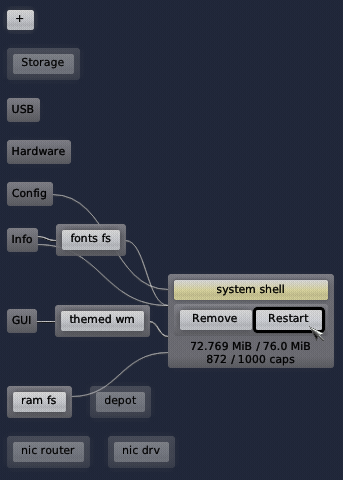 +
Storage
USB
Hardware
Config
Info
fonts fs
system shell
Remove
Restart
GUI
themed wm
72.769 MiB / 76.0 MiB
872 / 1000 caps
ram fs
depot
nic router
nic drv